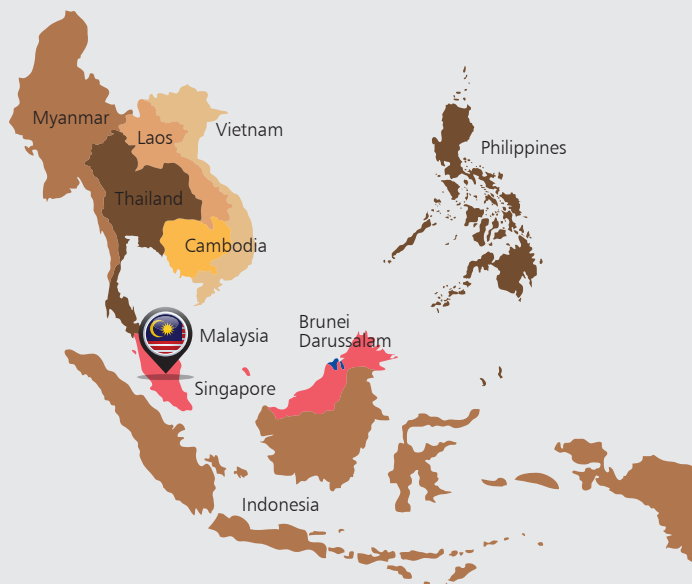 Myanmar
Laos
Vietnam
Philippines
Thailand
Cambodia
Brunei
Darussalam
Malaysia
Singapore
Indonesia